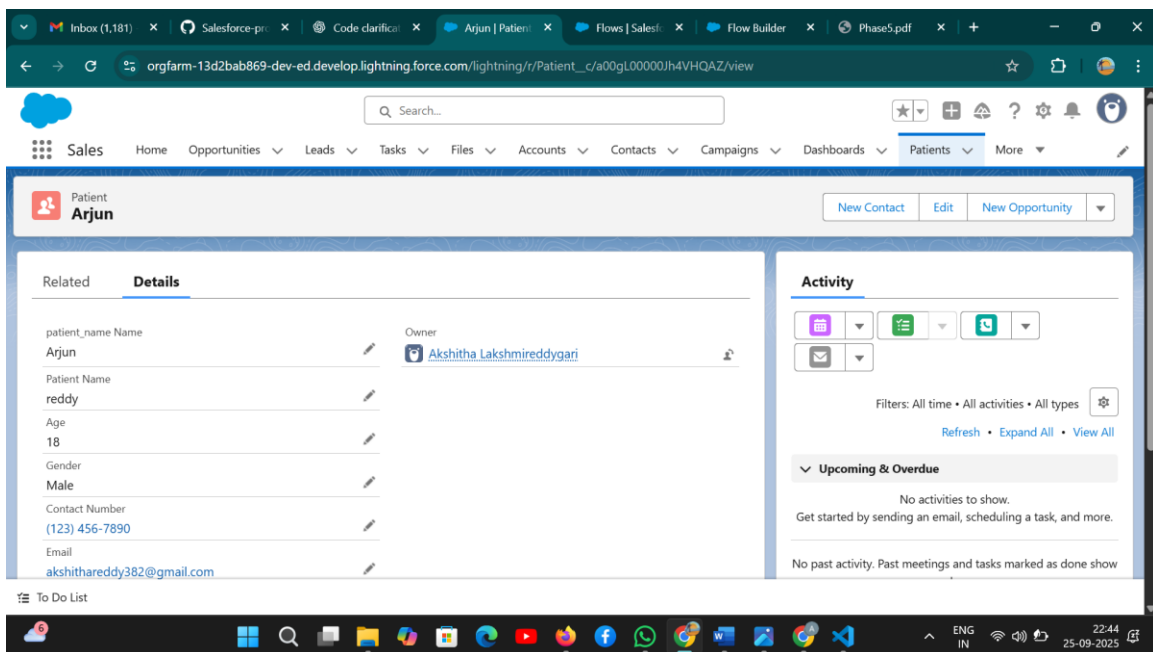 Inbox (1,181)
Salesforce-pro
Code clarificat
Arjun | Patient
Flows | Salesfo
Flow Builder
Phase5.pdf
orgfarm-13d2bab869-dev-ed.develop.lightning.force.com/lightning/r/Patient__c/a00gL00000Jh4VHQAZ/view
Search...
Sales Home Opportunities Leads Tasks Files Accounts Contacts Campaigns Dashboards Patients More
Patient
Arjun
New Contact Edit New Opportunity
Related Details
patient_name Name
Arjun
Owner
Akshitha Lakshmireddygari
Patient Name
reddy
Age
18
Gender
Male
Contact Number
(123) 456-7890
Email
akshithareddy382@gmail.com
Activity
Filters: All time • All activities • All types
Refresh • Expand All • View All
Upcoming & Overdue
No activities to show.
Get started by sending an email, scheduling a task, and more.
No past activity. Past meetings and tasks marked as done show
To Do List
6
ENG
IN
22:44
25-09-2025